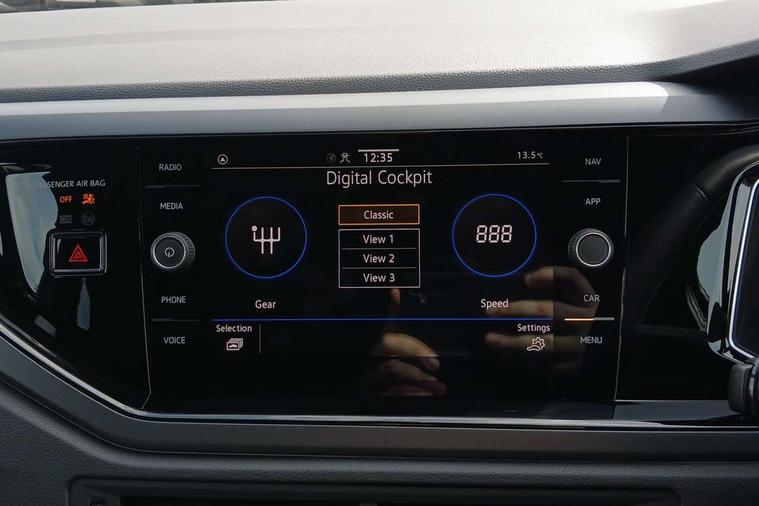 PASSENGER AIR BAG
OFF
ON
RADIO
MEDIA
PHONE
VOICE
12:35
13.5°C
Digital Cockpit
Classic
View 1
View 2
View 3
888
Gear
Speed
Selection
Settings
NAV
APP
CAR
MENU